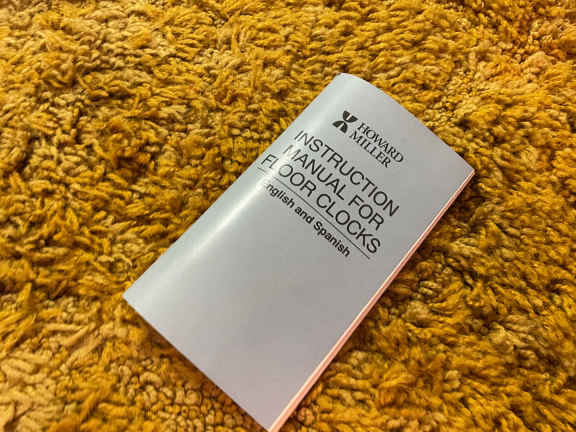 HOWARD
MILLER
INSTRUCTION
MANUAL FOR
FLOOR CLOCKS
English and Spanish